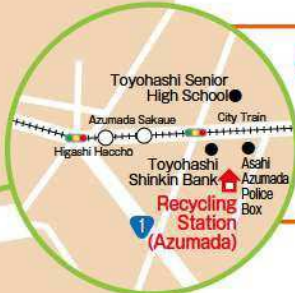 Toyohashi Senior
High School
Azumada Sakaue
City Train
Higashi Haccho
Toyohashi
Shinkin Bank
Asahi
Azumada
Police
Box
Recycling
Station
(Azumada)
1